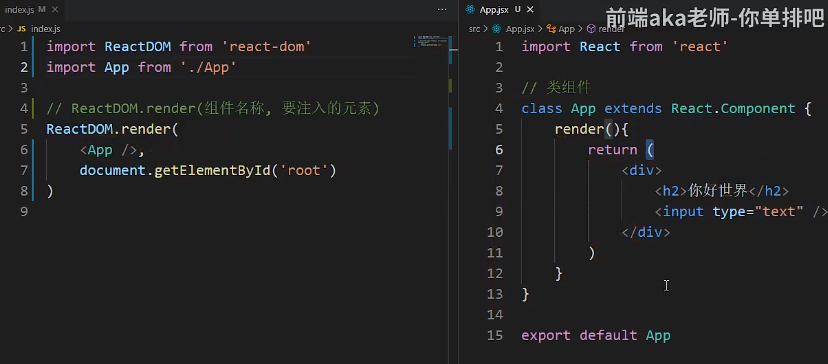 index.jsx M ×
App.jsx U ×
前端aka老师-你单排吧
rc > JS index.js
src > App.jsx > App > render
1 import ReactDOM from 'react-dom'
2 import App from './App'
3
4 // ReactDOM.render(组件名称, 要注入的元素)
5 ReactDOM.render(
6 <App />,
7 document.getElementById('root')
8 )
9
1 import React from 'react'
2
3 // 类组件
4 class App extends React.Component {
5 render(){
6 return (
7 <div>
8 <h2>你好世界</h2>
9 <input type="text" />
10 </div>
11 )
12 }
13 }
14
15 export default App